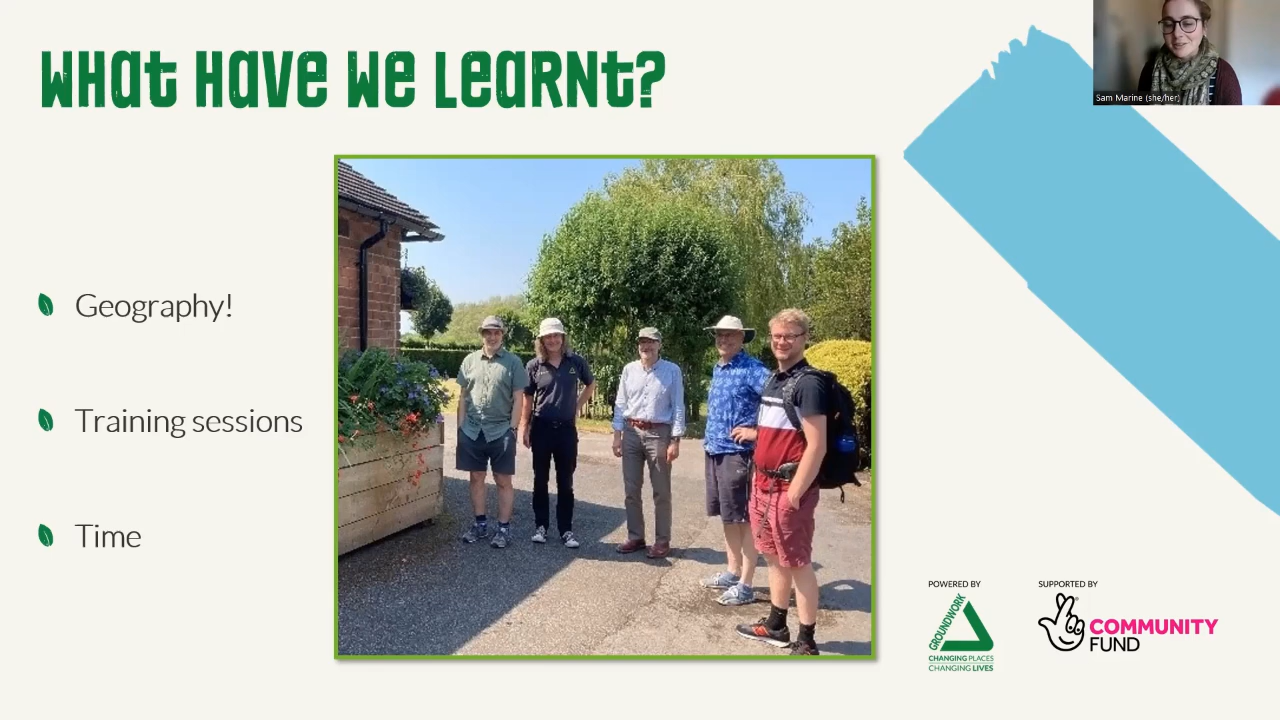 What Have We Learnt?
Sam Marine (she/her)
Geography!
Training sessions
Time
POWERED BY
GROUNDWORK
CHANGING PLACES
CHANGING LIVES
SUPPORTED BY
COMMUNITY
FUND